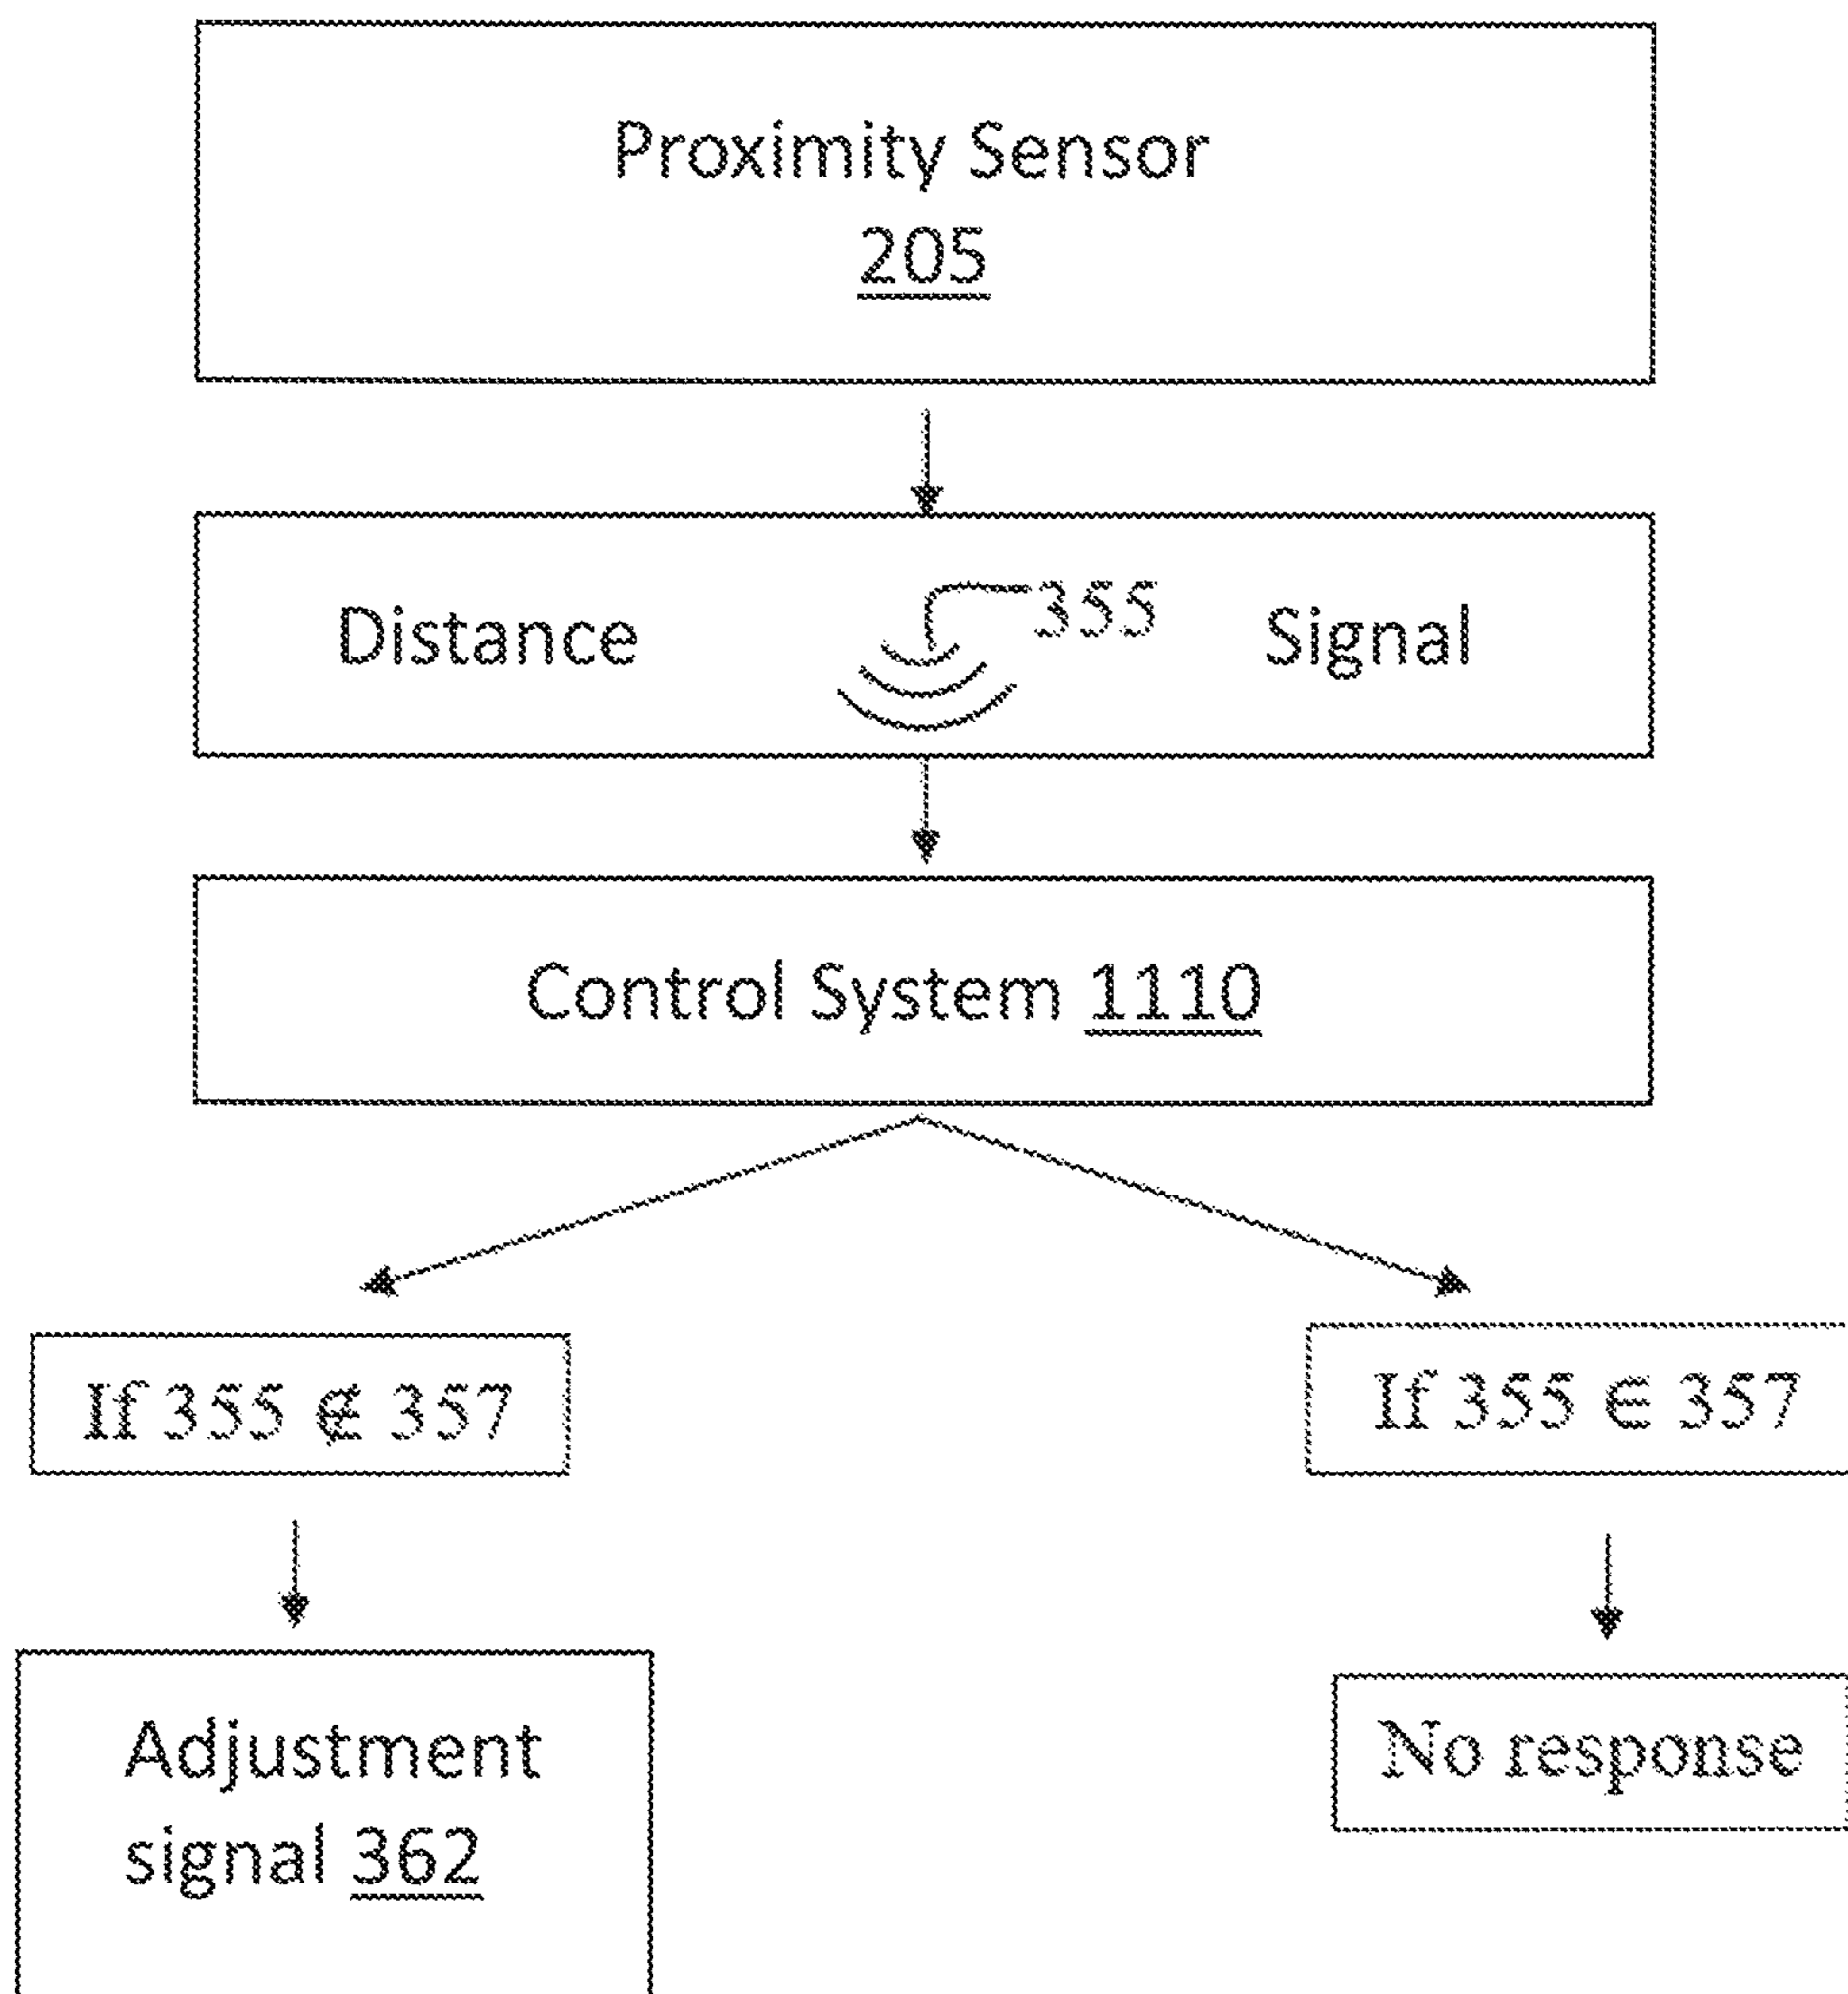 Proximity Sensor
205
Distance 355 Signal
Control System 1110
If 355 ∉ 357
If 355 ∈ 357
Adjustment
signal 362
No response